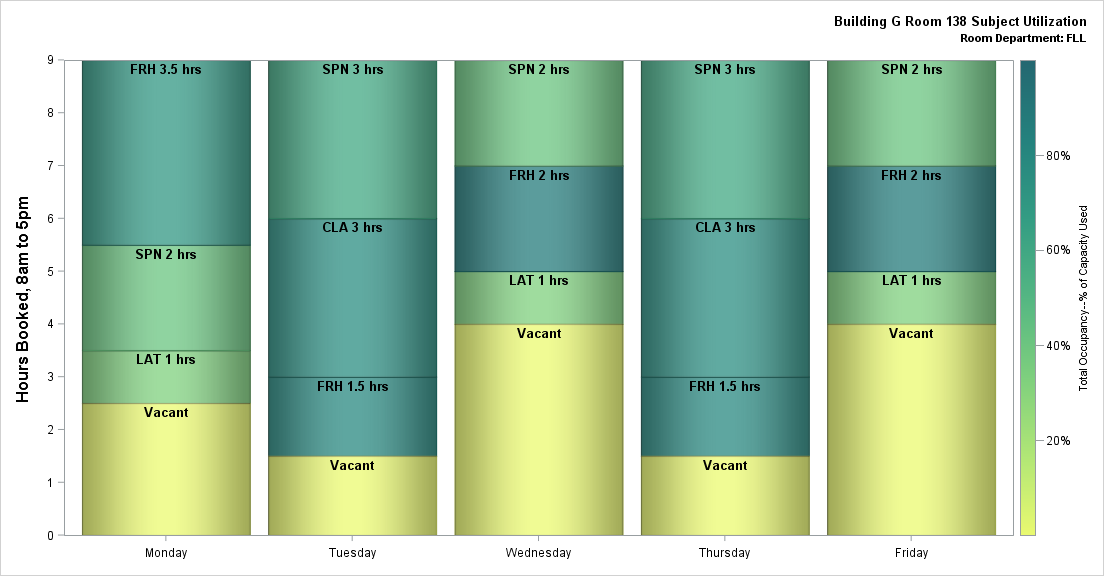 Building G Room 138 Subject Utilization
Room Department: FLL
Hours Booked, 8am to 5pm
9
8
7
6
5
4
3
2
1
0
FRH 3.5 hrs
SPN 2 hrs
LAT 1 hrs
Vacant
SPN 3 hrs
CLA 3 hrs
FRH 1.5 hrs
Vacant
SPN 2 hrs
FRH 2 hrs
LAT 1 hrs
Vacant
SPN 3 hrs
CLA 3 hrs
FRH 1.5 hrs
Vacant
SPN 2 hrs
FRH 2 hrs
LAT 1 hrs
Vacant
Monday
Tuesday
Wednesday
Thursday
Friday
80%
60%
40%
20%
Total Occupancy--% of Capacity Used